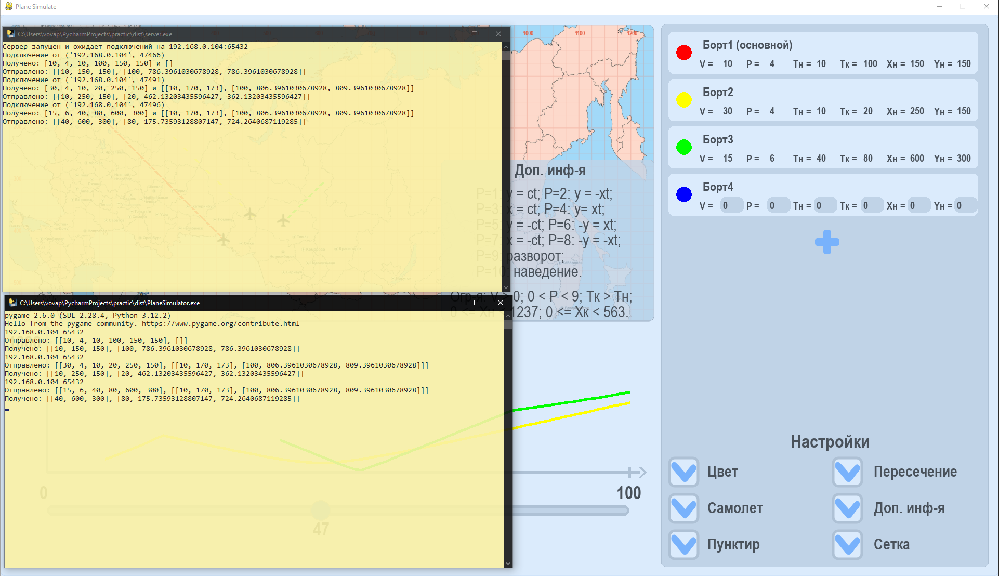 Plane Simulate
C:\Users\vovap\PycharmProjects\practic\dist\server.exe
Сервер запущен и ожидает подключений на 192.168.0.104:65432
Подключение от ('192.168.0.104', 47466)
Получено: [10, 4, 10, 100, 150, 150] и []
Отправлено: [[10, 150, 150], [100, 786.3961030678928, 786.3961030678928]]
Подключение от ('192.168.0.104', 47491)
Получено: [30, 4, 10, 20, 250, 150] и [[10, 170, 173], [100, 806.3961030678928, 809.3961030678928]]
Отправлено: [[10, 250, 150], [20, 462.13203435596427, 362.13203435596427]]
Подключение от ('192.168.0.104', 47496)
Получено: [15, 6, 40, 80, 600, 300] и [[10, 170, 173], [100, 806.3961030678928, 809.3961030678928]]
Отправлено: [[40, 600, 300], [80, 175.73593128807147, 724.2640687119285]]
1000 1100 1200
Доп. инф-я
P=1: y = ct; P=2: y = -xt;
P=3: x = ct; P=4: y= xt;
P=5: y = -ct; P=6: -y = xt;
P=7: x = -ct; P=8: -y = -xt;
P=9: разворот;
P=10: наведение.
Огр-я: V > 0; 0 < P < 9; Тк > Тн;
0 <= Хн < 1237; 0 <= Хк < 563.
C:\Users\vovap\PycharmProjects\practic\dist\PlaneSimulator.exe
pygame 2.6.0 (SDL 2.28.4, Python 3.12.2)
Hello from the pygame community. https://www.pygame.org/contribute.html
192.168.0.104 65432
Отправлено: [[10, 4, 10, 100, 150, 150], []]
Получено: [[10, 150, 150], [100, 786.3961030678928, 786.3961030678928]]
192.168.0.104 65432
Отправлено: [[30, 4, 10, 20, 250, 150], [[10, 170, 173], [100, 806.3961030678928, 809.3961030678928]]]
Получено: [[10, 250, 150], [20, 462.13203435596427, 362.13203435596427]]
192.168.0.104 65432
Отправлено: [[15, 6, 40, 80, 600, 300], [[10, 170, 173], [100, 806.3961030678928, 809.3961030678928]]]
Получено: [[40, 600, 300], [80, 175.73593128807147, 724.2640687119285]]
0 100
47
Борт1 (основной)
V = 10 P = 4 Тн = 10 Тк = 100 Хн = 150 Yн = 150
Борт2
V = 30 P = 4 Тн = 10 Тк = 20 Хн = 250 Yн = 150
Борт3
V = 15 P = 6 Тн = 40 Тк = 80 Хн = 600 Yн = 300
Борт4
V = 0 P = 0 Тн = 0 Тк = 0 Хн = 0 Yн = 0
Настройки
Цвет Пересечение
Самолет Доп. инф-я
Пунктир Сетка